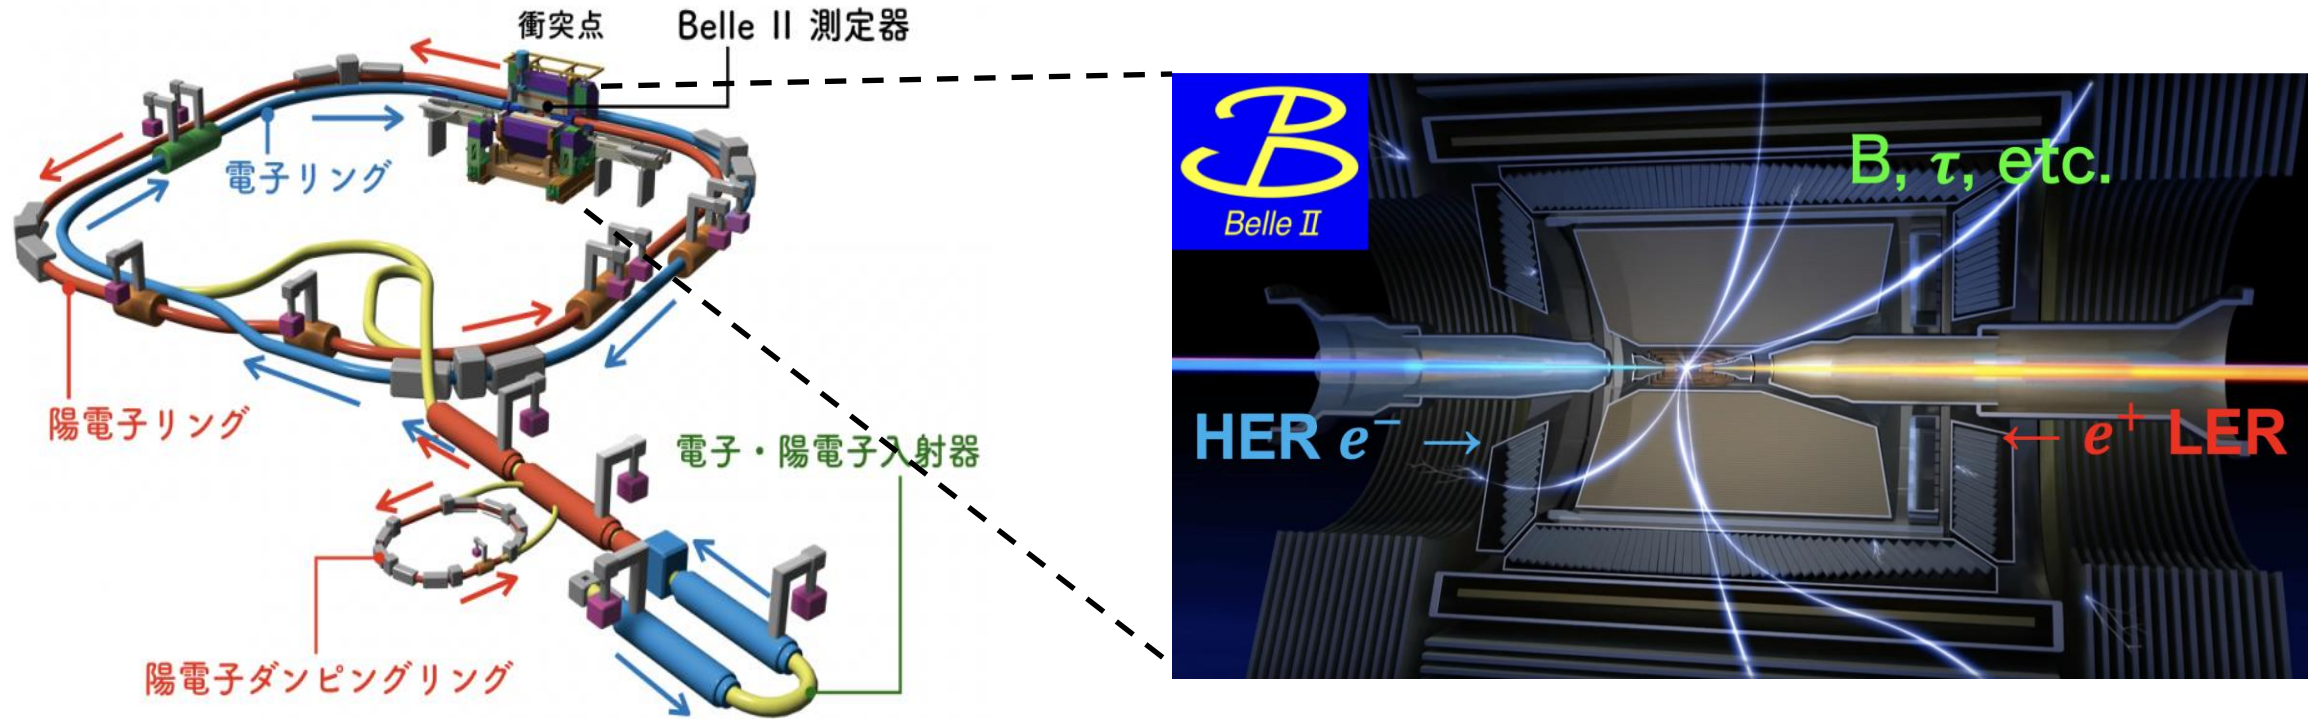 衝突点
Belle II 測定器
電子リング
陽電子リング
電子・陽電子入射器
陽電子ダンピングリング
Belle II
B, τ, etc.
HER e⁻ →
← e⁺ LER